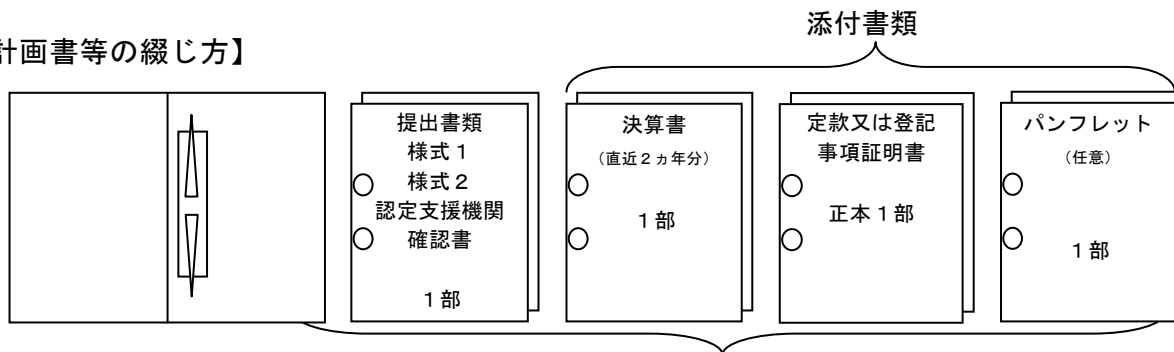 添付書類
計画書等の綴じ方】
提出書類
様式１
様式２
認定支援機関
確認書
１部
決算書
（直近２ヵ年分）
１部
定款又は登記
事項証明書
正本１部
パンフレット
（任意）
１部